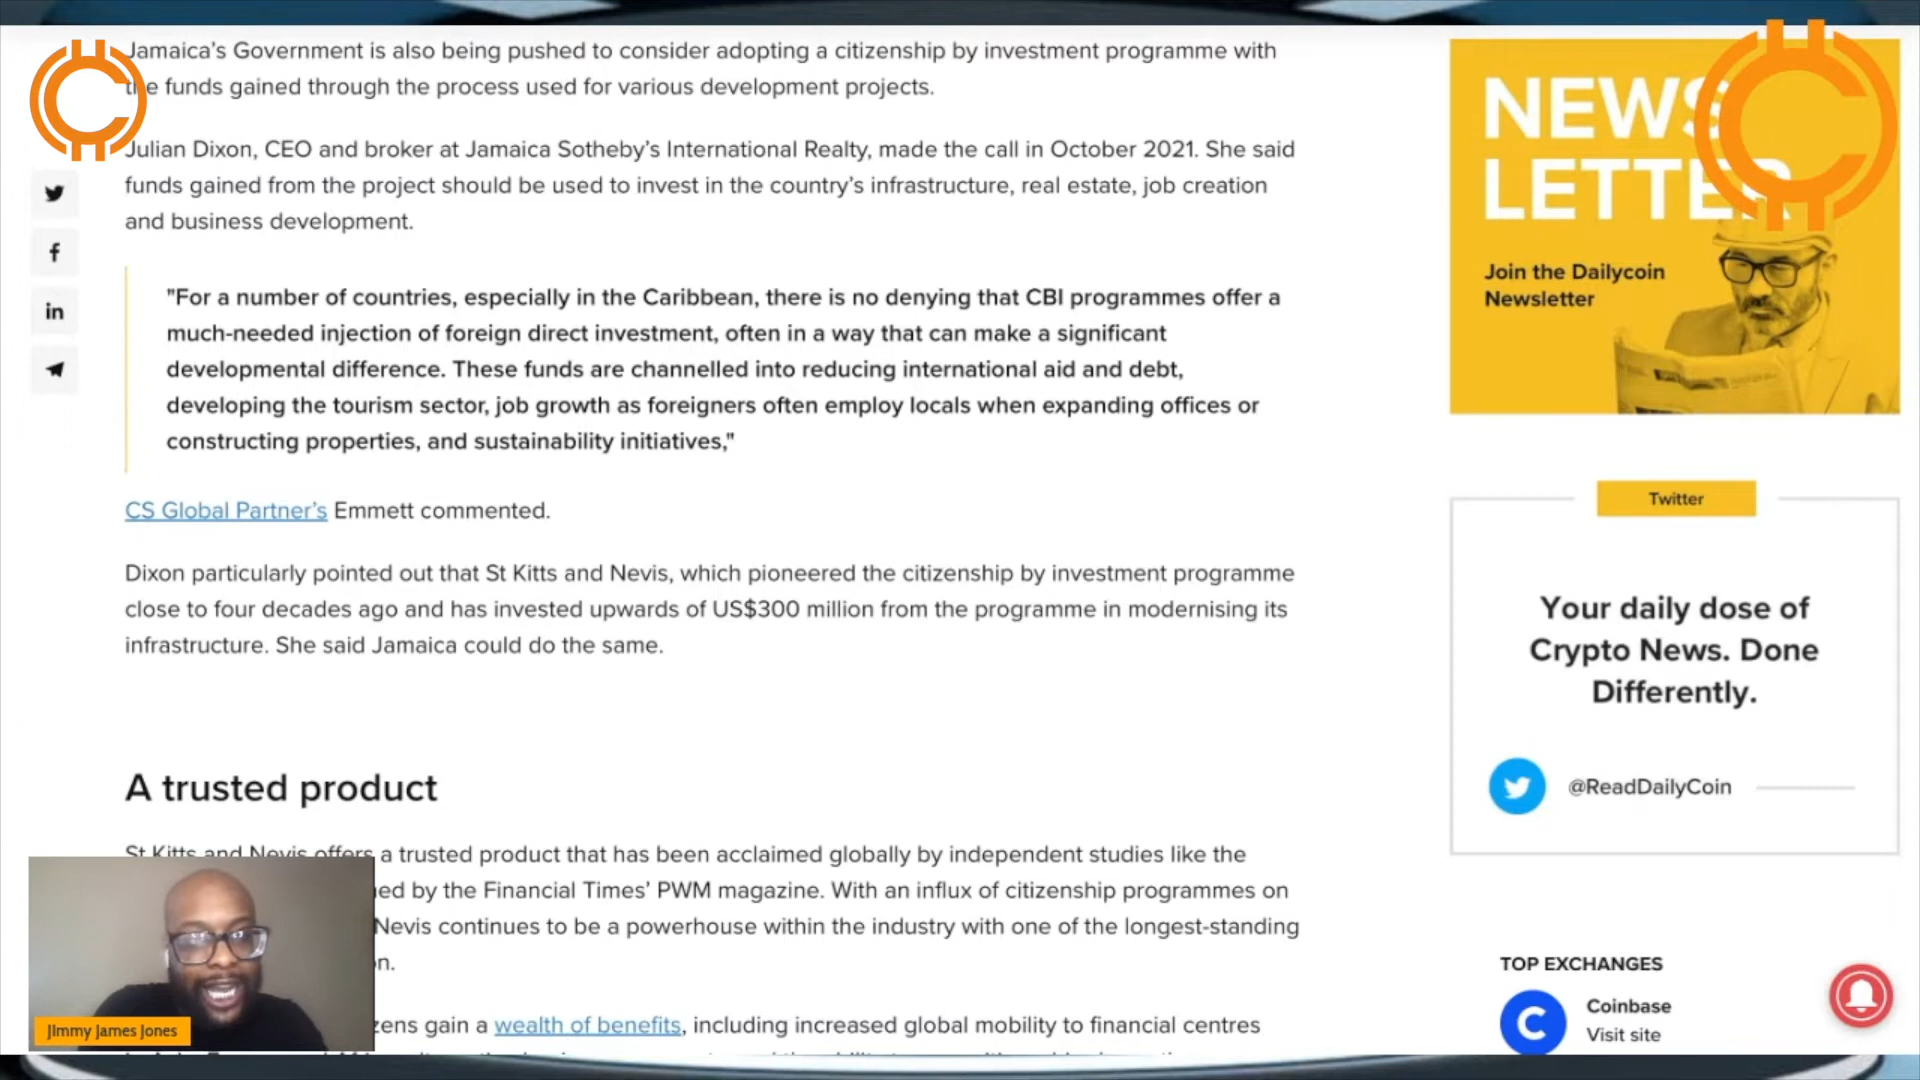 Jamaica's Government is also being pushed to consider adopting a citizenship by investment programme with
the funds gained through the process used for various development projects.
Julian Dixon, CEO and broker at Jamaica Sotheby's International Realty, made the call in October 2021. She said
funds gained from the project should be used to invest in the country's infrastructure, real estate, job creation
and business development.
"For a number of countries, especially in the Caribbean, there is no denying that CBI programmes offer a
much-needed injection of foreign direct investment, often in a way that can make a significant
developmental difference. These funds are channelled into reducing international aid and debt,
developing the tourism sector, job growth as foreigners often employ locals when expanding offices or
constructing properties, and sustainability initiatives,"
CS Global Partner's Emmett commented.
Dixon particularly pointed out that St Kitts and Nevis, which pioneered the citizenship by investment programme
close to four decades ago and has invested upwards of US$300 million from the programme in modernising its
infrastructure. She said Jamaica could do the same.
A trusted product
St Kitts and Nevis offers a trusted product that has been acclaimed globally by independent studies like the
ed by the Financial Times' PWM magazine. With an influx of citizenship programmes on
Nevis continues to be a powerhouse within the industry with one of the longest-standing
n.
zens gain a wealth of benefits, including increased global mobility to financial centres
JImmy James Jones
NEWS
LETTER
Join the Dailycoin
Newsletter
Twitter
Your daily dose of
Crypto News. Done
Differently.
@ReadDailyCoin
TOP EXCHANGES
Coinbase
Visit site